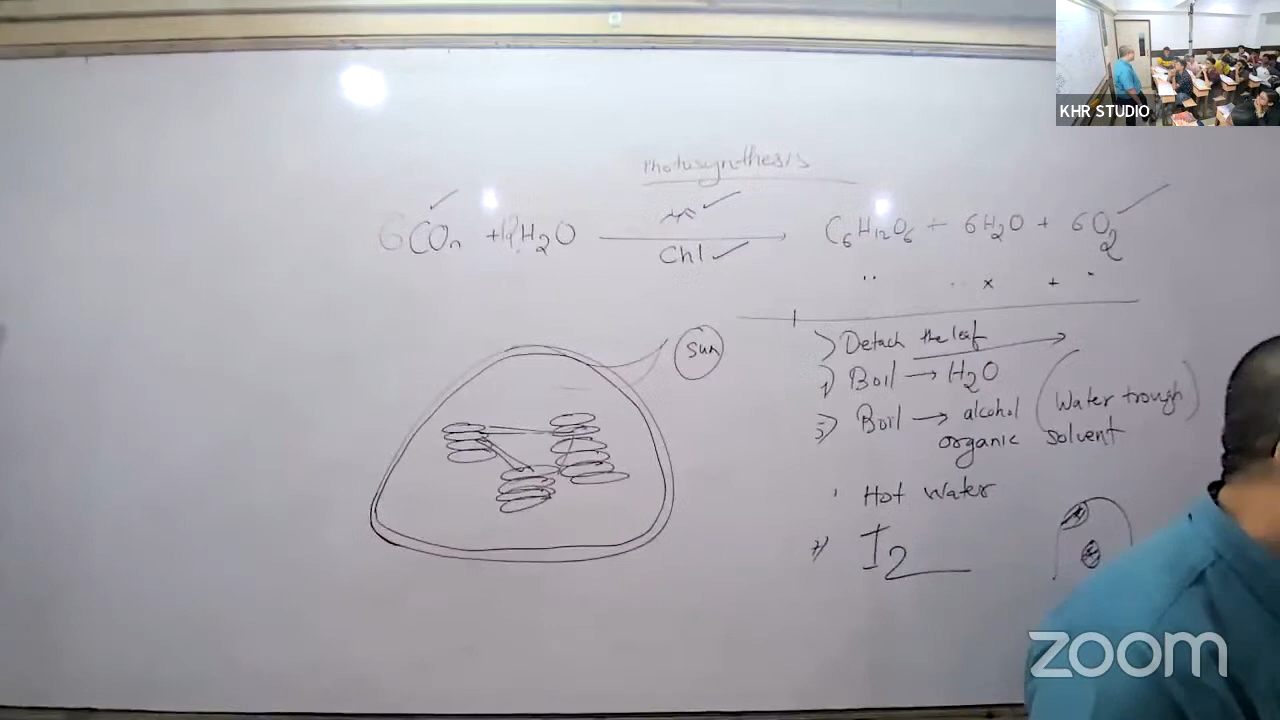 KHR STUDIO
Photosynthesis
6CO2 + 12H2O → C6H12O6 + 6H2O + 6O2
Chl
Sun
Detach the leaf
Boil → H2O
Boil → alcohol (Water trough)
organic solvent
Hot Water
I2
zoom